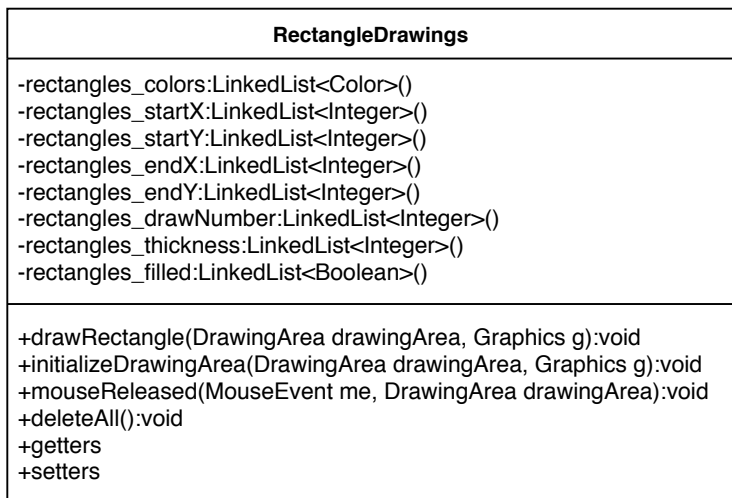 RectangleDrawings
-rectangles_colors:LinkedList<Color>()
-rectangles_startX:LinkedList<Integer>()
-rectangles_startY:LinkedList<Integer>()
-rectangles_endX:LinkedList<Integer>()
-rectangles_endY:LinkedList<Integer>()
-rectangles_drawNumber:LinkedList<Integer>()
-rectangles_thickness:LinkedList<Integer>()
-rectangles_filled:LinkedList<Boolean>()
+drawRectangle(DrawingArea drawingArea, Graphics g):void
+initializeDrawingArea(DrawingArea drawingArea, Graphics g):void
+mouseReleased(MouseEvent me, DrawingArea drawingArea):void
+deleteAll():void
+getters
+setters